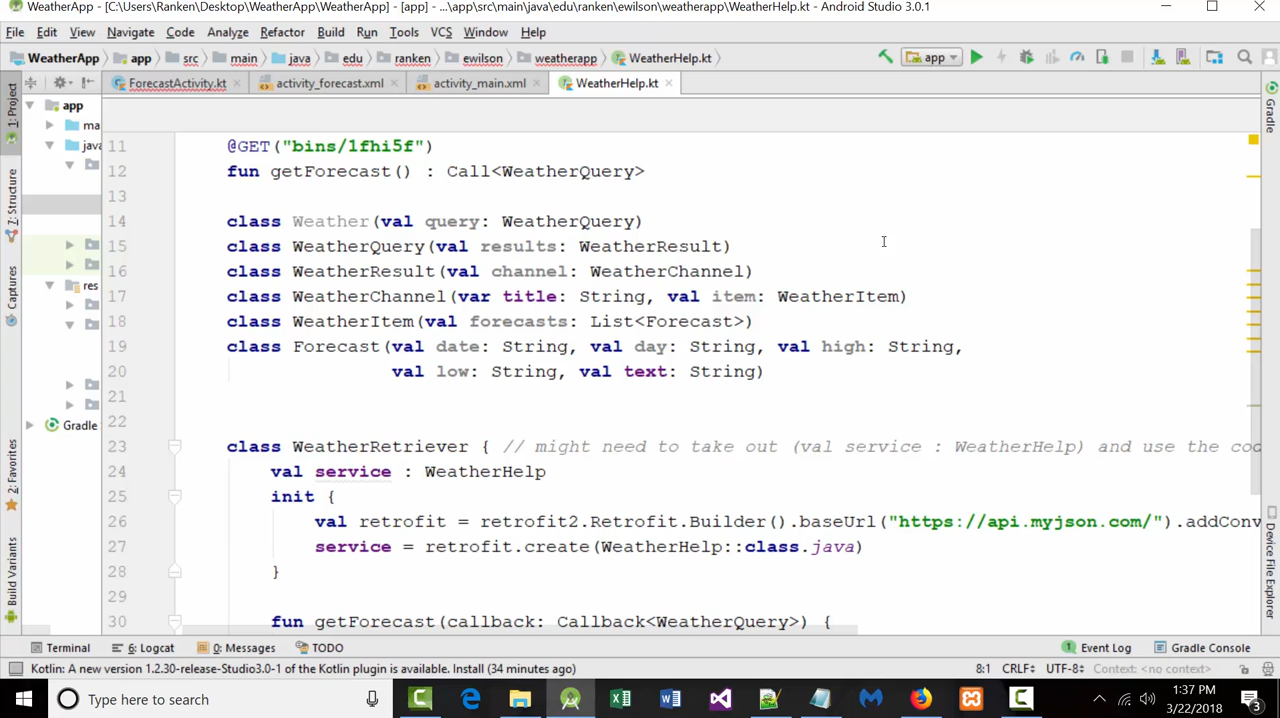 WeatherApp - [C:\Users\Ranken\Desktop\WeatherApp\WeatherApp] - [app] - ...\app\src\main\java\edu\ranken\ewilson\weatherapp\WeatherHelp.kt - Android Studio 3.0.1
File Edit View Navigate Code Analyze Refactor Build Run Tools VCS Window Help
WeatherApp app src main java edu ranken ewilson weatherapp WeatherHelp.kt app
ForecastActivity.kt activity_forecast.xml activity_main.xml WeatherHelp.kt
1: Project
7: Structure
Captures
2: Favorites
Build Variants
app
ma
java
res
Gradle
11 @GET("bins/1fhi5f")
12 fun getForecast() : Call<WeatherQuery>
13
14 class Weather(val query: WeatherQuery)
15 class WeatherQuery(val results: WeatherResult)
16 class WeatherResult(val channel: WeatherChannel)
17 class WeatherChannel(var title: String, val item: WeatherItem)
18 class WeatherItem(val forecasts: List<Forecast>)
19 class Forecast(val date: String, val day: String, val high: String,
20 val low: String, val text: String)
21
22
23 class WeatherRetriever { // might need to take out (val service : WeatherHelp) and use the cod
24 val service : WeatherHelp
25 init {
26 val retrofit = retrofit2.Retrofit.Builder().baseUrl("https://api.myjson.com/").addConv
27 service = retrofit.create(WeatherHelp::class.java)
28 }
29
30 fun getForecast(callback: Callback<WeatherQuery>) {
Gradle
Device File Explorer
Terminal 6: Logcat 0: Messages TODO Event Log Gradle Console
Kotlin: A new version 1.2.30-release-Studio3.0-1 of the Kotlin plugin is available. Install (34 minutes ago) 8:1 CRLF UTF-8 Context: <no context>
Type here to search
1:37 PM
3/22/2018
3